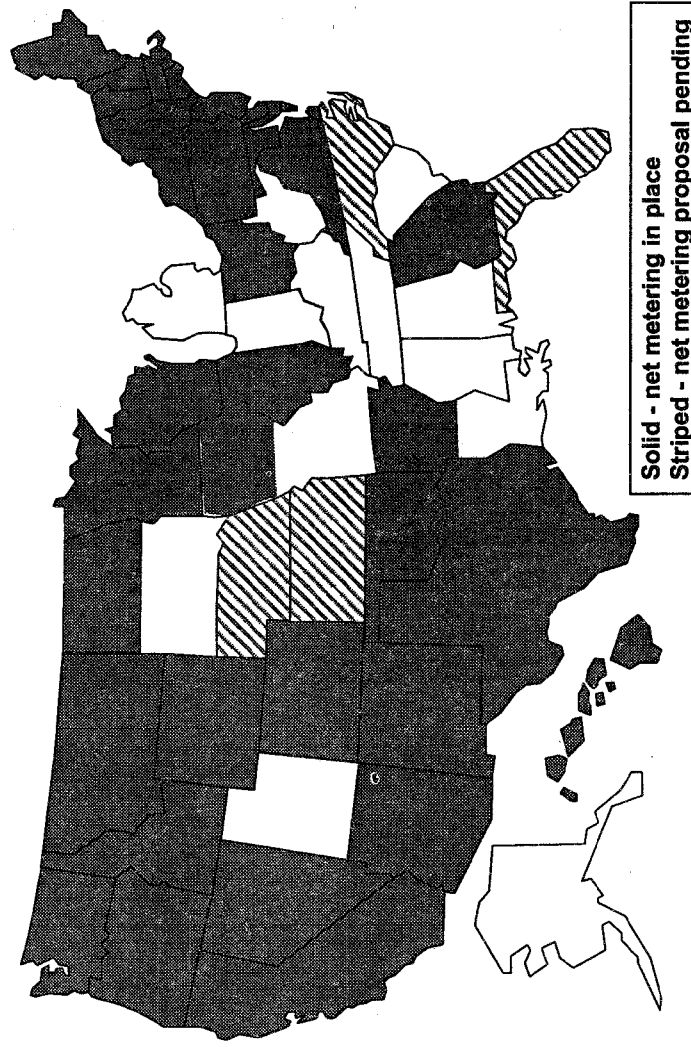 Solid - net metering in place
Striped - net metering proposal pending